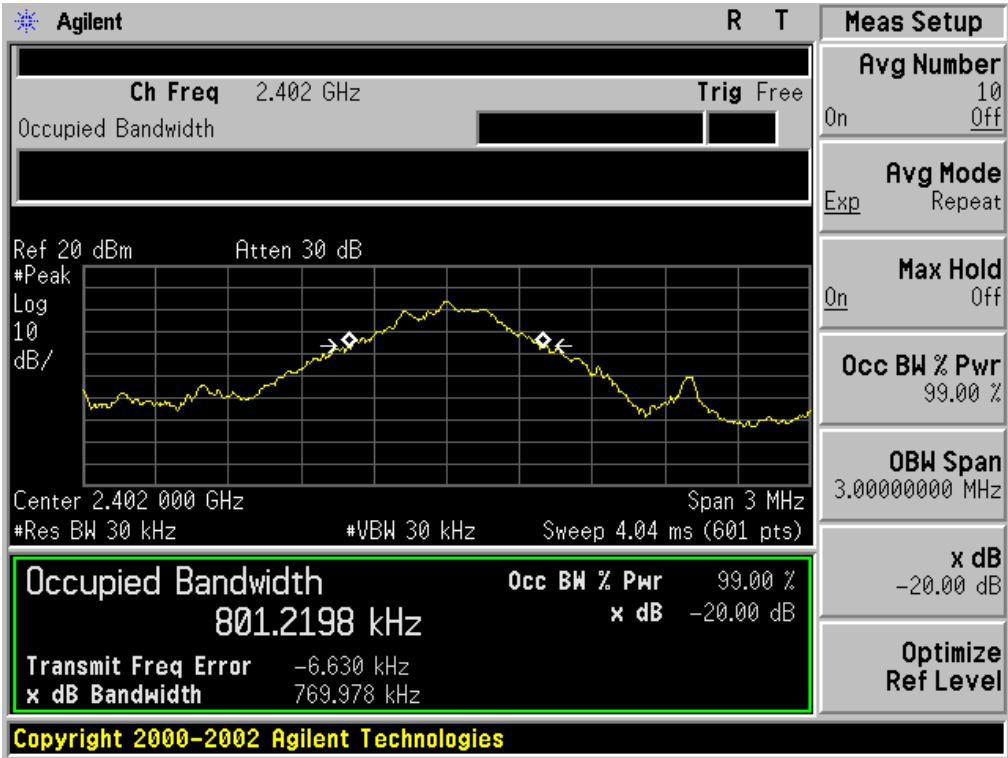 Agilent R T
Ch Freq 2.402 GHz Trig Free
Occupied Bandwidth
Ref 20 dBm Atten 30 dB
#Peak
Log
10
dB/
Center 2.402 000 GHz Span 3 MHz
#Res BW 30 kHz #VBW 30 kHz Sweep 4.04 ms (601 pts)
Occupied Bandwidth
801.2198 kHz
Occ BW % Pwr 99.00 %
x dB -20.00 dB
Transmit Freq Error -6.630 kHz
x dB Bandwidth 769.978 kHz
Copyright 2000-2002 Agilent Technologies
Meas Setup
Avg Number
10
On Off
Avg Mode
Exp Repeat
Max Hold
On Off
Occ BW % Pwr
99.00 %
OBW Span
3.00000000 MHz
x dB
-20.00 dB
Optimize
Ref Level